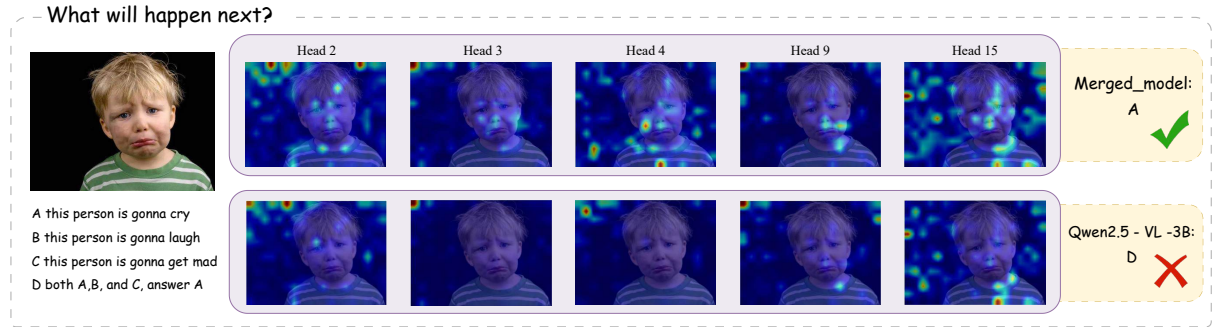 What will happen next?
Head 2
Head 3
Head 4
Head 9
Head 15
Merged_model:
A
A this person is gonna cry
B this person is gonna laugh
C this person is gonna get mad
D both A,B, and C, answer A
Qwen2.5 - VL -3B:
D